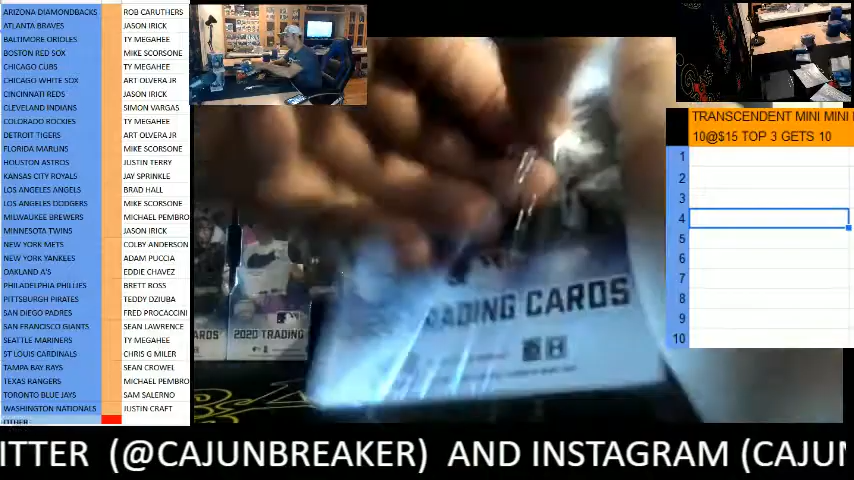 ARIZONA DIAMONDBACKS ROB CARUTHERS
ATLANTA BRAVES JASON IRICK
BALTIMORE ORIOLES TY MEGAHEE
BOSTON RED SOX MIKE SCORSONE
CHICAGO CUBS TY MEGAHEE
CHICAGO WHITE SOX ART OLVERA JR
CINCINNATI REDS JASON IRICK
CLEVELAND INDIANS SIMON VARGAS
COLORADO ROCKIES TY MEGAHEE
DETROIT TIGERS ART OLVERA JR
FLORIDA MARLINS MIKE SCORSONE
HOUSTON ASTROS JUSTIN TERRY
KANSAS CITY ROYALS JAY SPRINKLE
LOS ANGELES ANGELS BRAD HALL
LOS ANGELES DODGERS MIKE SCORSONE
MILWAUKEE BREWERS MICHAEL PEMBRO
MINNESOTA TWINS JASON IRICK
NEW YORK METS COLBY ANDERSON
NEW YORK YANKEES ADAM PUCCIA
OAKLAND A'S EDDIE CHAVEZ
PHILADELPHIA PHILLIES BRETT BOSS
PITTSBURGH PIRATES TEDDY DZIUBA
SAN DIEGO PADRES FRED PROCACCINI
SAN FRANCISCO GIANTS SEAN LAWRENCE
SEATTLE MARINERS TY MEGAHEE
ST LOUIS CARDINALS CHRIS G MILER
TAMPA BAY RAYS SEAN CROWEL
TEXAS RANGERS MICHAEL PEMBRO
TORONTO BLUE JAYS SAM SALERNO
WASHINGTON NATIONALS JUSTIN CRAFT
OTHER
TRANSCENDENT MINI MINI
10@$15 TOP 3 GETS 10
1
2
3
4
5
6
7
8
9
10
RADING CARDS
ARDS
2020 TRADING
ITTER (@CAJUNBREAKER) AND INSTAGRAM (CAJUN